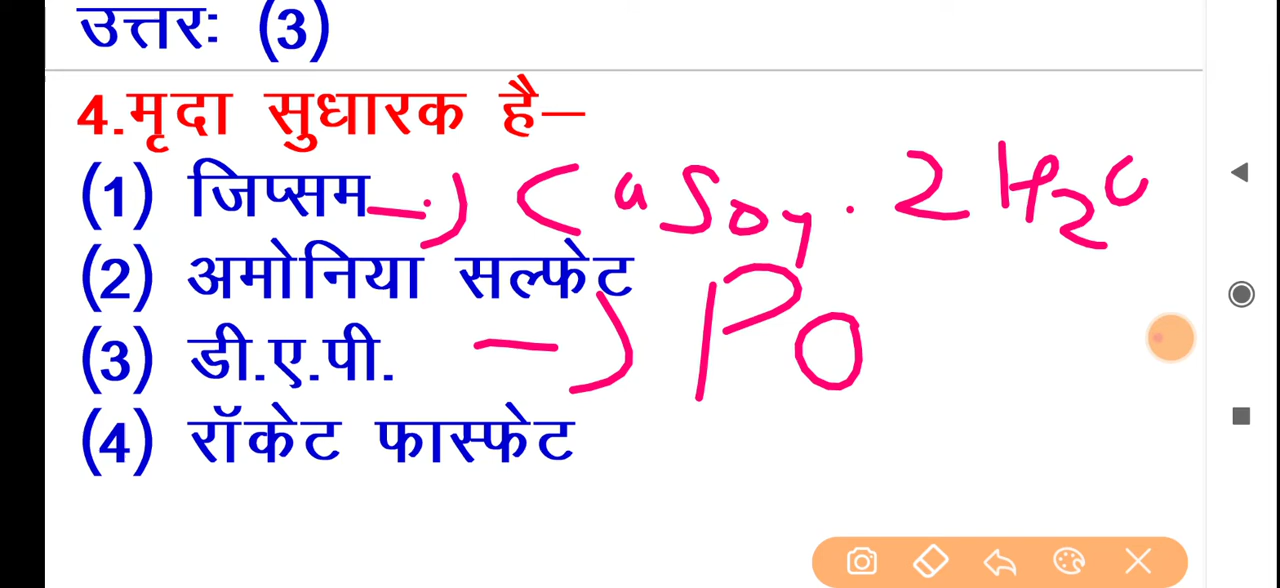 उत्तरः (3)
4.मृदा सुधारक है–
(1) जिप्सम → CaSO4 . 2H2O
(2) अमोनिया सल्फेट
(3) डी.ए.पी. → PO
(4) रॉकेट फास्फेट